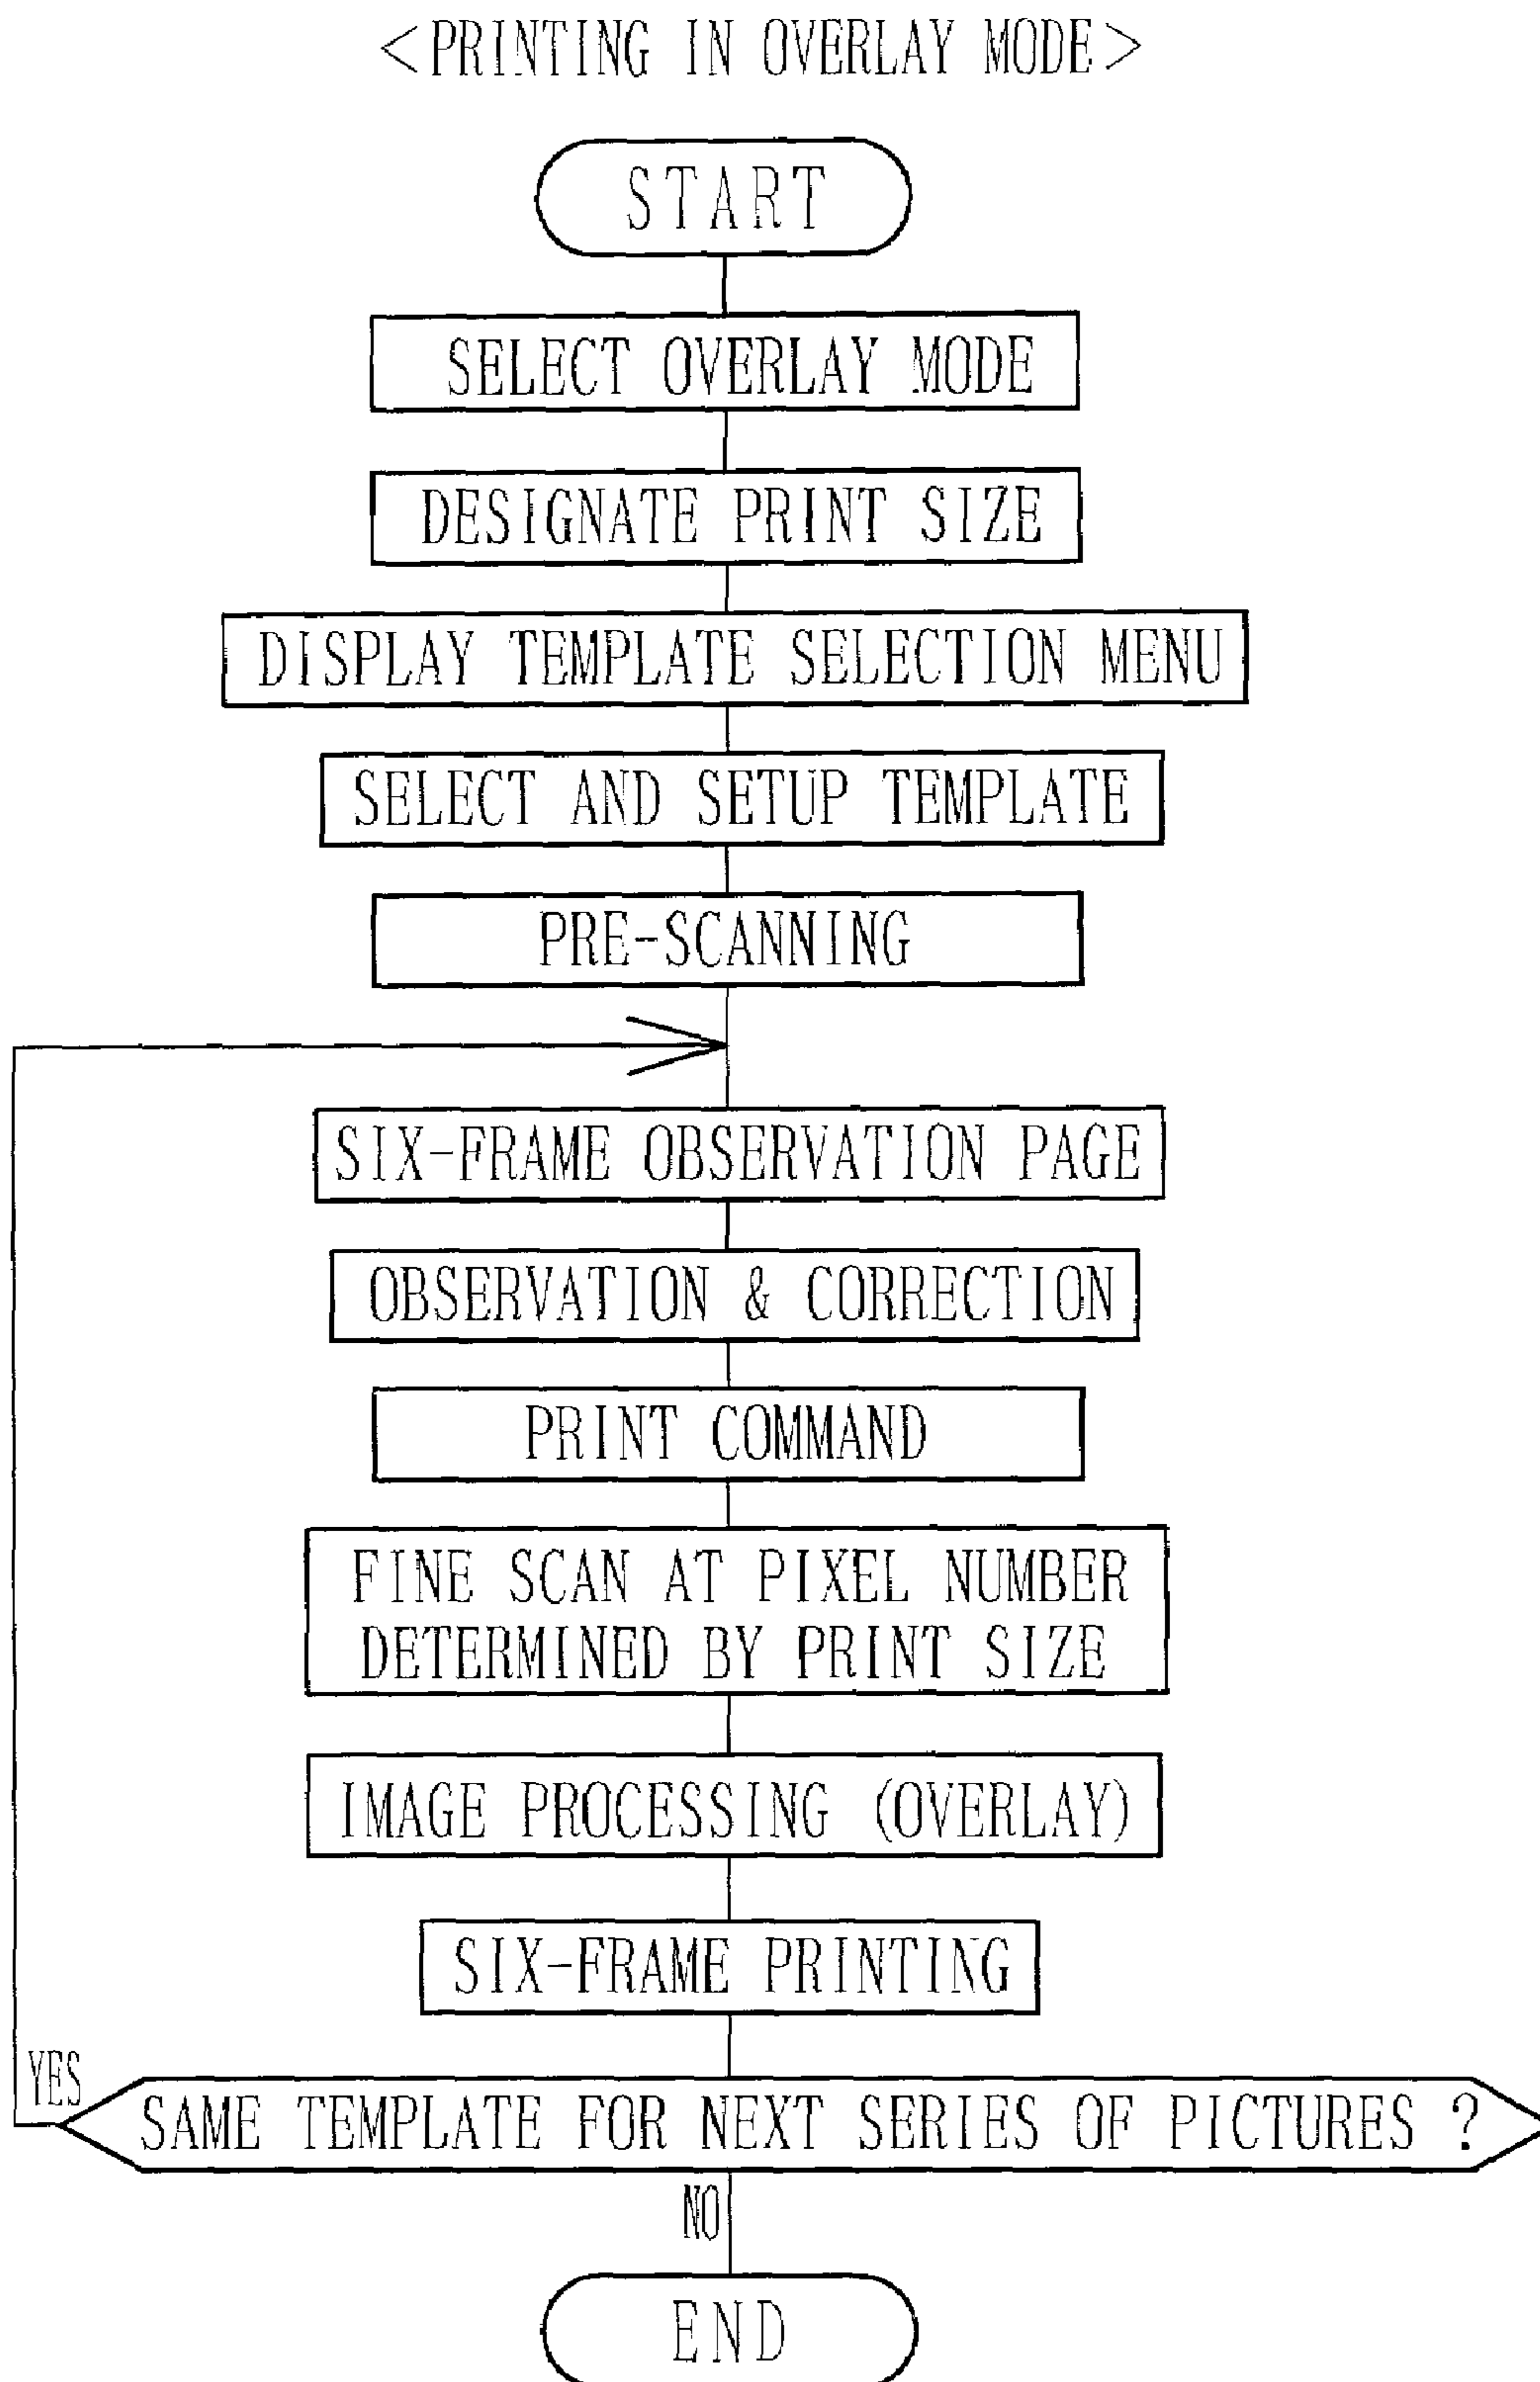 <PRINTING IN OVERLAY MODE>
START
SELECT OVERLAY MODE
DESIGNATE PRINT SIZE
DISPLAY TEMPLATE SELECTION MENU
SELECT AND SETUP TEMPLATE
PRE-SCANNING
SIX-FRAME OBSERVATION PAGE
OBSERVATION & CORRECTION
PRINT COMMAND
FINE SCAN AT PIXEL NUMBER
DETERMINED BY PRINT SIZE
IMAGE PROCESSING (OVERLAY)
SIX-FRAME PRINTING
YES
SAME TEMPLATE FOR NEXT SERIES OF PICTURES ?
NO
END